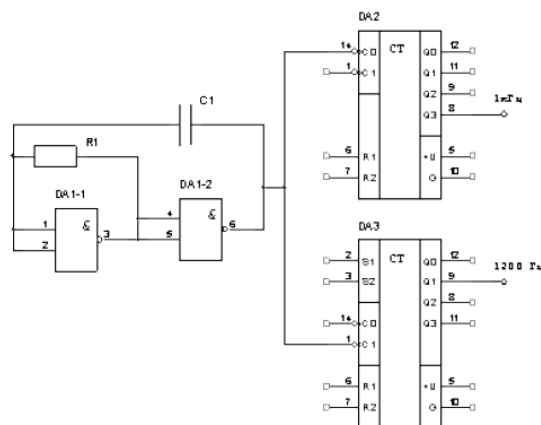 DA2
14 C0 CT Q0 12
1 C1 Q1 11
Q2 9
Q3 8 1мГц
6 R1 +U 5
7 R2 0 10
C1
R1
DA1-1
1 & 3
2
DA1-2
4 & 6
5
DA3
2 S1 CT Q0 12
3 S2 Q1 9 1200 Гц
Q2 8
14 C0 Q3 11
1 C1
6 R1 +U 5
7 R2 0 10